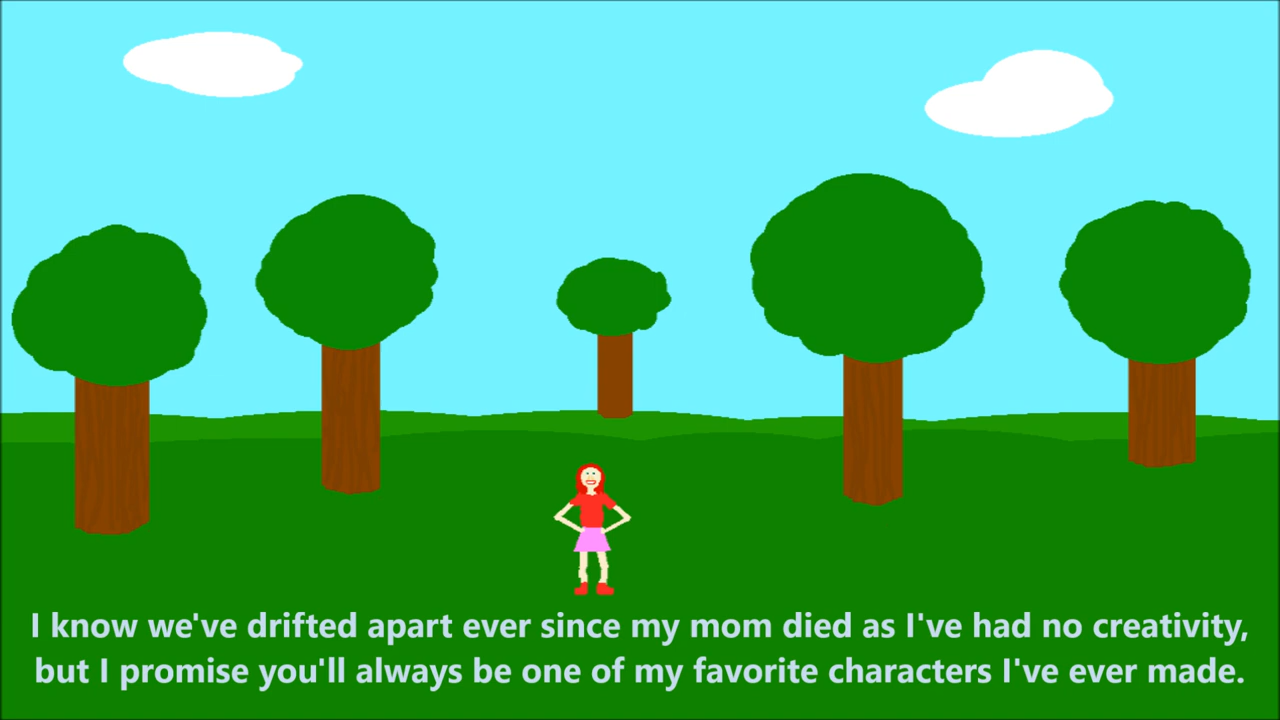 I know we've drifted apart ever since my mom died as I've had no creativity,
but I promise you'll always be one of my favorite characters I've ever made.